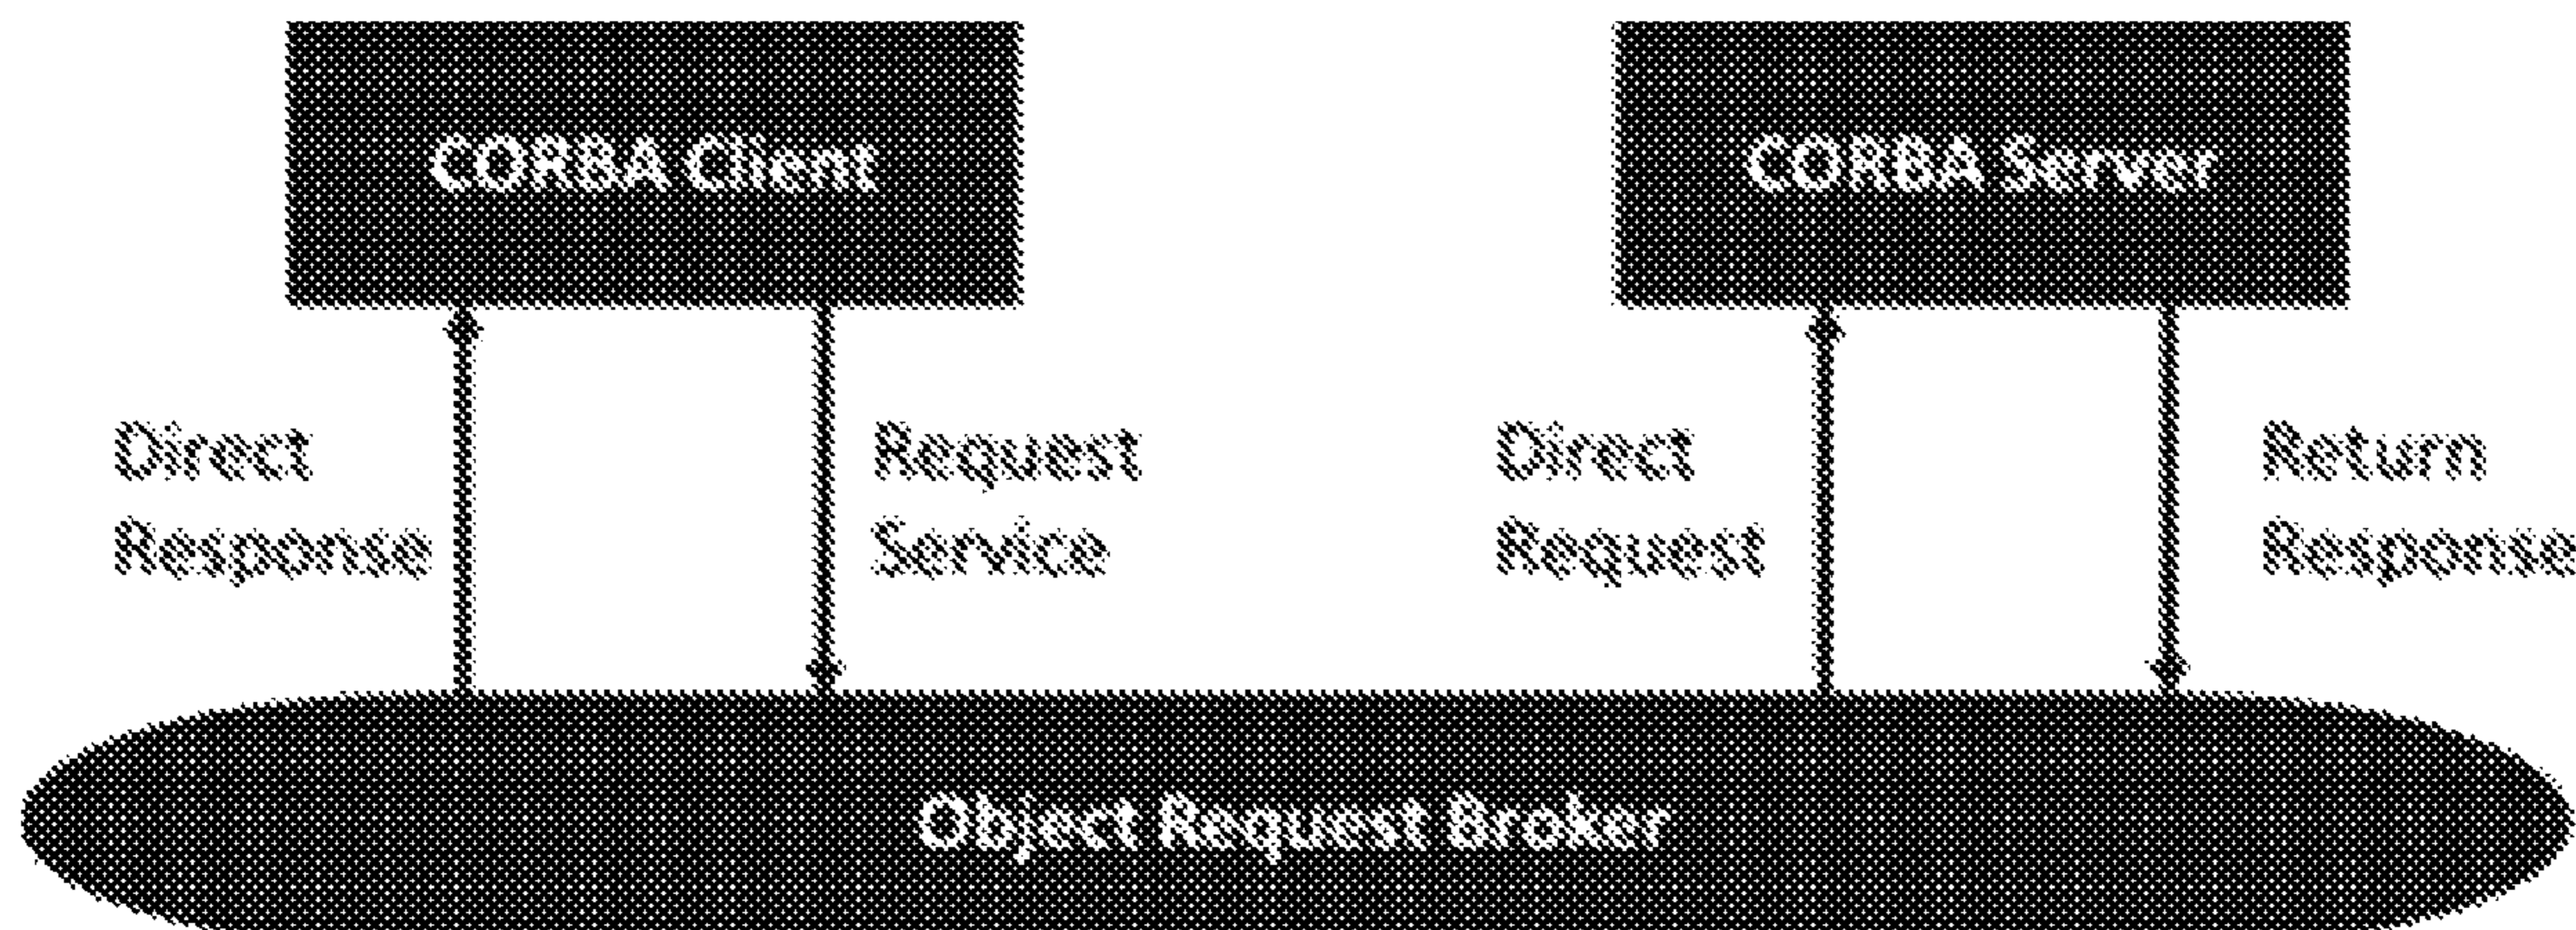 CORBA Client
CORBA Server
Direct
Response
Request
Service
Direct
Request
Return
Response
Object Request Broker